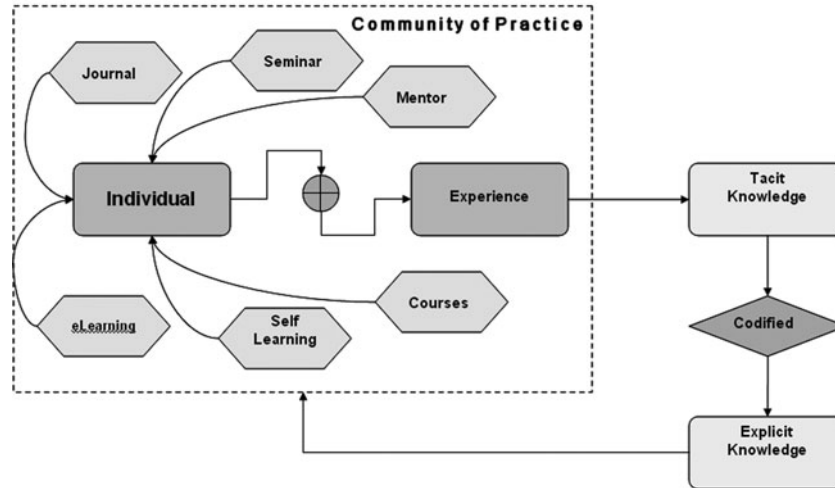 Community of Practice
Journal
Seminar
Mentor
Individual
Experience
Tacit
Knowledge
eLearning
Self
Learning
Courses
Codified
Explicit
Knowledge